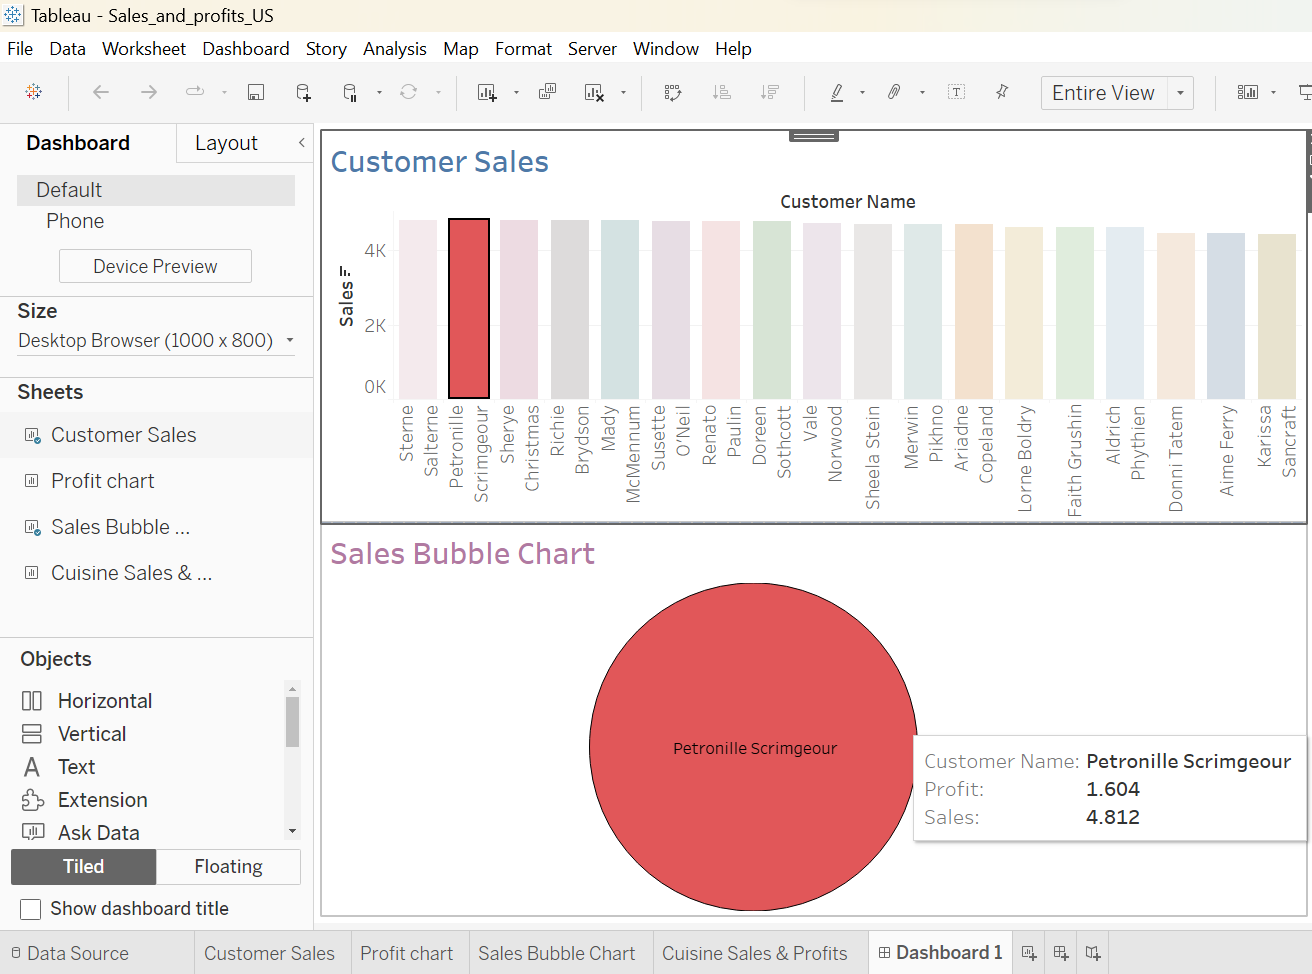 Tableau - Sales_and_profits_US
File Data Worksheet Dashboard Story Analysis Map Format Server Window Help
Entire View
Dashboard
Layout
Default
Phone
Device Preview
Size
Desktop Browser (1000 x 800)
Sheets
Customer Sales
Profit chart
Sales Bubble ...
Cuisine Sales & ...
Objects
Horizontal
Vertical
Text
Extension
Ask Data
Tiled
Floating
Show dashboard title
Customer Sales
Customer Name
Sales
4K
2K
0K
Sterne
Salterne
Petronille
Scrimgeour
Sherye
Christmas
Richie
Brydson
Mady
McMennum
Susette
O'Neil
Renato
Paulin
Doreen
Sothcott
Vale
Norwood
Sheela Stein
Merwin
Pikhno
Ariadne
Copeland
Lorne Boldry
Faith Grushin
Aldrich
Phythien
Donni Tatem
Aime Ferry
Karissa
Sancraft
Sales Bubble Chart
Petronille Scrimgeour
Customer Name: Petronille Scrimgeour
Profit: 1.604
Sales: 4.812
Data Source
Customer Sales
Profit chart
Sales Bubble Chart
Cuisine Sales & Profits
Dashboard 1